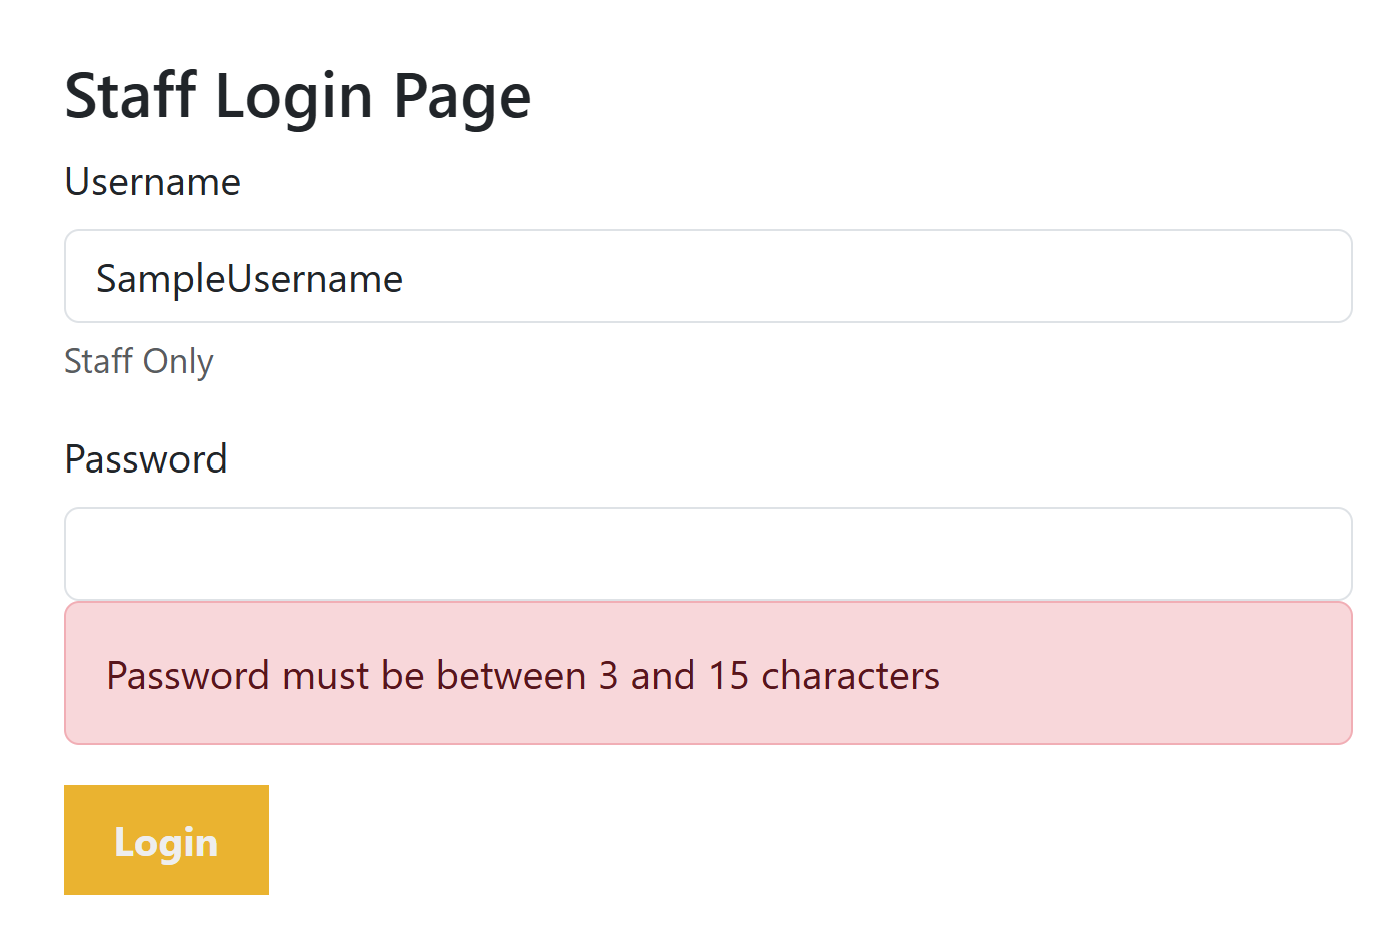 Staff Login Page
Username
SampleUsername
Staff Only
Password
Password must be between 3 and 15 characters
Login